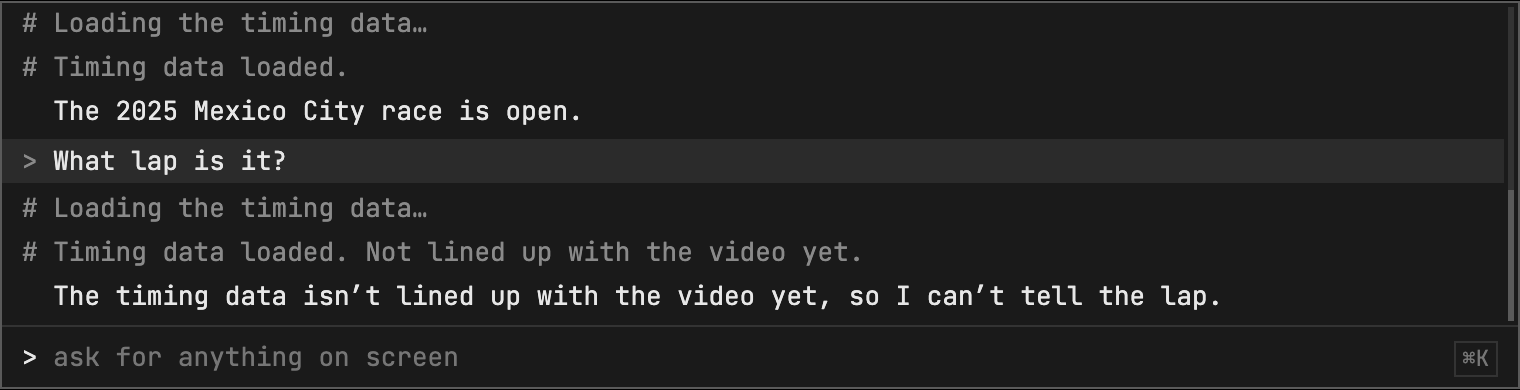 # Loading the timing data…
# Timing data loaded.
The 2025 Mexico City race is open.
> What lap is it?
# Loading the timing data…
# Timing data loaded. Not lined up with the video yet.
The timing data isn’t lined up with the video yet, so I can’t tell the lap.
> ask for anything on screen ⌘K